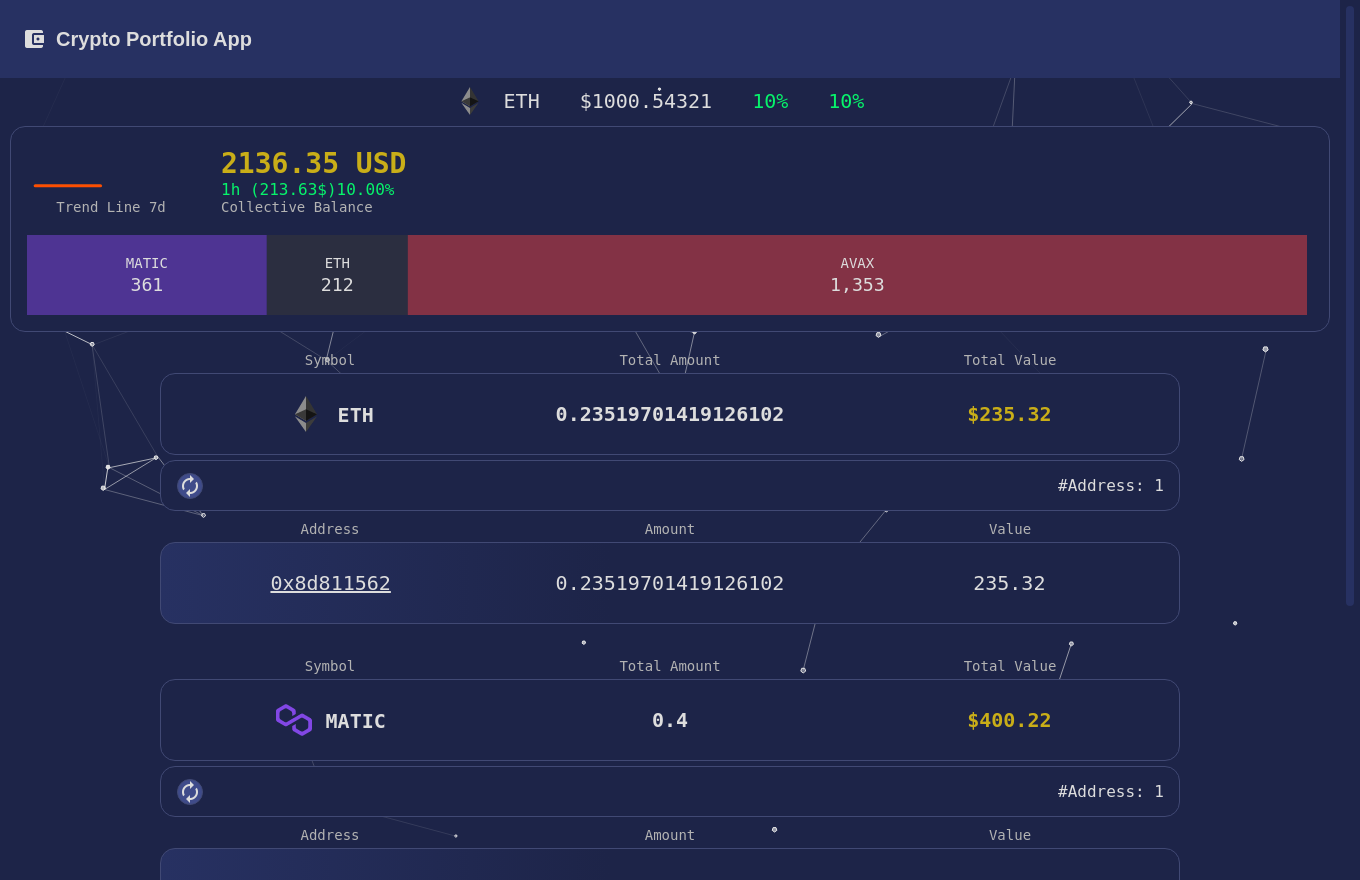 Crypto Portfolio App
ETH $1000.54321 10% 10%
2136.35 USD
1h (213.63$)10.00%
Trend Line 7d Collective Balance
MATIC ETH AVAX
361 212 1,353
Symbol Total Amount Total Value
ETH 0.23519701419126102 $235.32
#Address: 1
Address Amount Value
0x8d811562 0.23519701419126102 235.32
Symbol Total Amount Total Value
MATIC 0.4 $400.22
#Address: 1
Address Amount Value